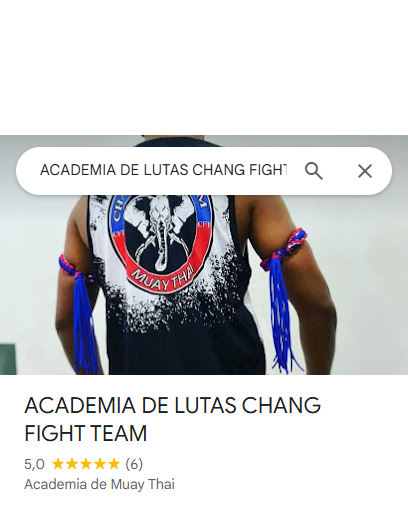 ACADEMIA DE LUTAS CHANG FIGHT
MUAY THAI
ACADEMIA DE LUTAS CHANG
FIGHT TEAM
5,0 (6)
Academia de Muay Thai